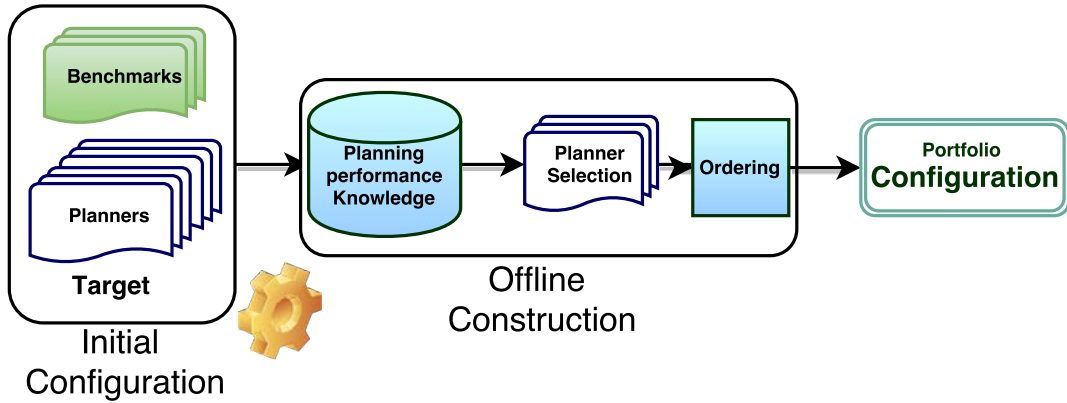 Benchmarks
Planners
Target
Initial
Configuration
Planning
performance
Knowledge
Planner
Selection
Ordering
Offline
Construction
Portfolio
Configuration